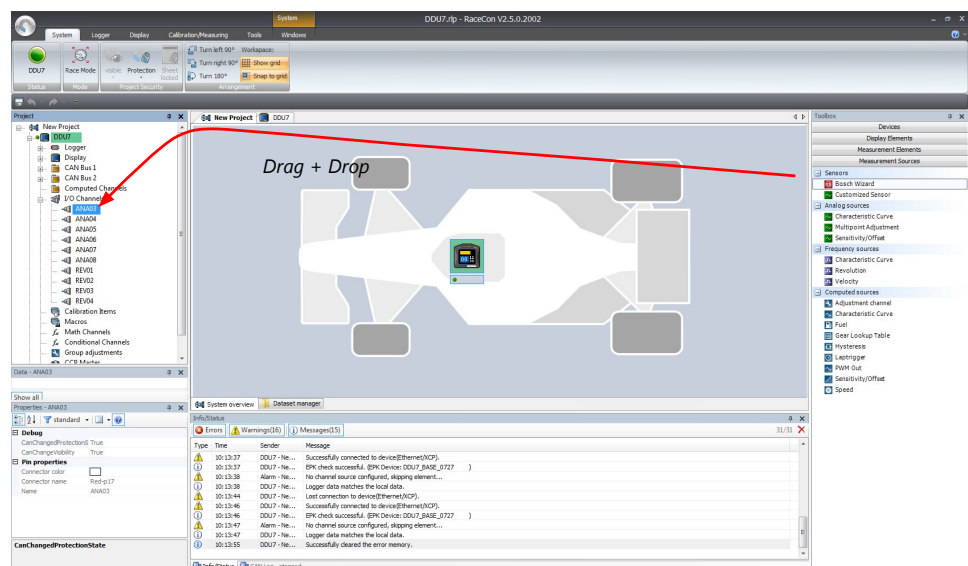 System
DDU7.rlp - RaceCon V2.5.0.2002
System Logger Display Calibration/Measuring Tools Windows
DDU7
Race Mode
visible
Protection
Sheet locked
Turn left 90°
Turn right 90°
Turn 180°
Workspace:
Show grid
Snap to grid
Status Mode Project Security Arrangement
Project
New Project
DDU7
Logger
Display
CAN Bus 1
CAN Bus 2
Computed Channels
I/O Channels
ANA03
ANA04
ANA05
ANA06
ANA07
ANA08
REV01
REV02
REV03
REV04
Calibration Items
Macros
Math Channels
Conditional Channels
Group adjustments
CCP Master
Data - ANA03
Show all
Properties - ANA03
standard
Debug
CanChangedProtectionS True
CanChangeVisibility True
Pin properties
Connector color
Connector name Red-p17
Name ANA03
CanChangedProtectionState
New Project DDU7
Drag + Drop
System overview Dataset manager
Info/Status
Errors Warnings(16) Messages(15) 31/31
Type Time Sender Message
10:13:37 DDU7 - Ne... Successfully connected to device(Ethernet/XCP).
10:13:37 DDU7 - Ne... EPK check successful. (EPK Device: DDU7_BASE_0727 )
10:13:38 Alarm - Ne... No channel source configured, skipping element...
10:13:38 DDU7 - Ne... Logger data matches the local data.
10:13:44 DDU7 - Ne... Lost connection to device(Ethernet/XCP).
10:13:46 DDU7 - Ne... Successfully connected to device(Ethernet/XCP).
10:13:46 DDU7 - Ne... EPK check successful. (EPK Device: DDU7_BASE_0727 )
10:13:47 Alarm - Ne... No channel source configured, skipping element...
10:13:47 DDU7 - Ne... Logger data matches the local data.
10:13:55 DDU7 - Ne... Successfully cleared the error memory.
Info/Status CAN Log - stopped
Toolbox
Devices
Display Elements
Measurement Elements
Measurement Sources
Sensors
Bosch Wizard
Customized Sensor
Analog sources
Characteristic Curve
Multipoint Adjustment
Sensitivity/Offset
Frequency sources
Characteristic Curve
Revolution
Velocity
Computed sources
Adjustment channel
Characteristic Curve
Fuel
Gear Lookup Table
Hysteresis
Laptrigger
PWM Out
Sensitivity/Offset
Speed